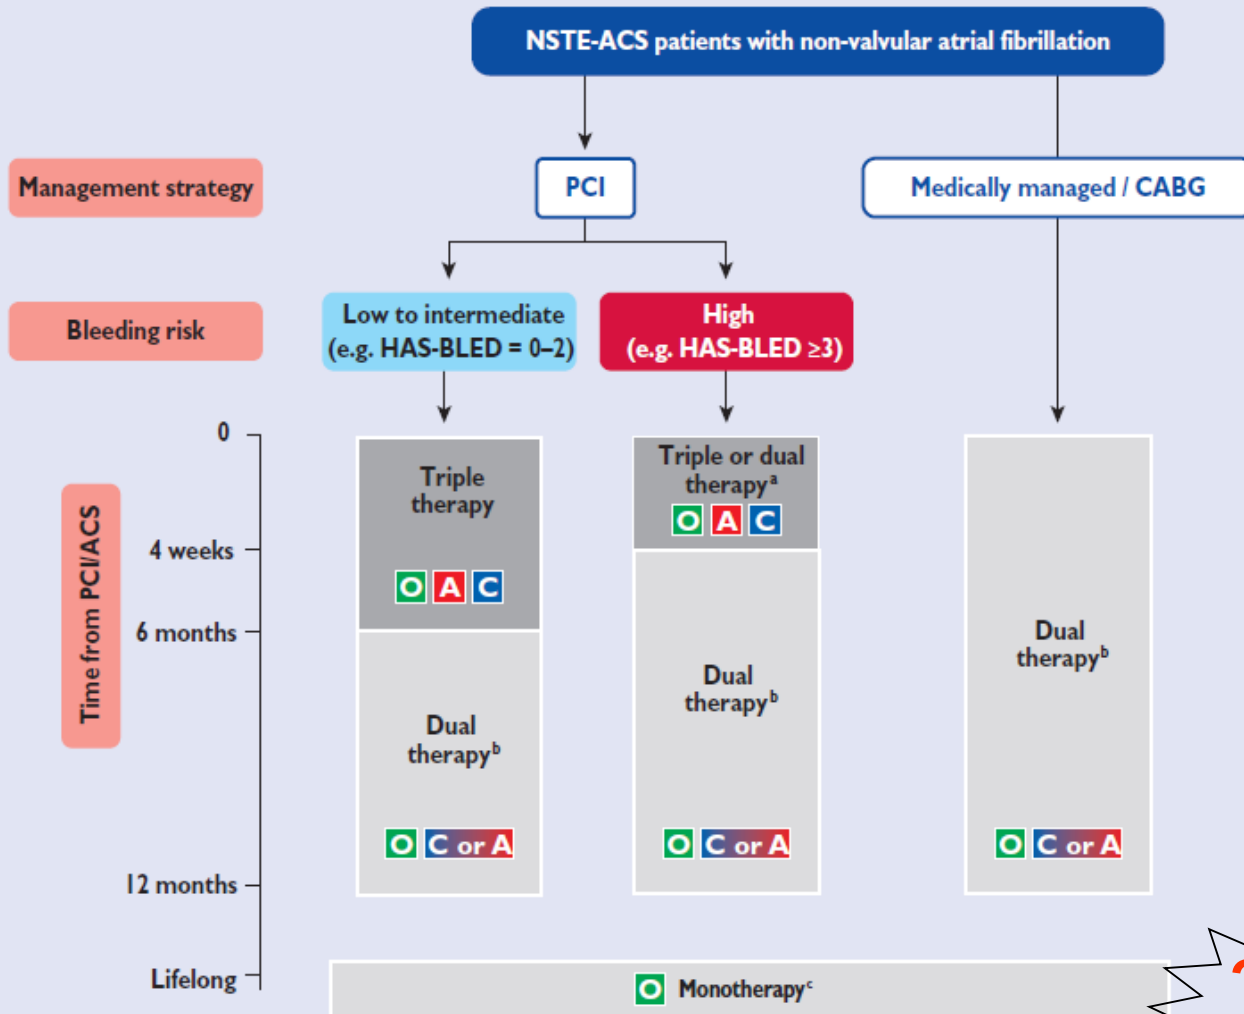 NSTE-ACS patients with non-valvular atrial fibrillation
Management strategy
PCI
Medically managed / CABG
Bleeding risk
Low to intermediate
(e.g. HAS-BLED = 0–2)
High
(e.g. HAS-BLED ≥3)
Time from PCI/ACS
0
4 weeks
6 months
12 months
Lifelong
Triple
therapy
O A C
Dual
therapyᵇ
O C or A
Triple or dual
therapyᵃ
O A C
Dual
therapyᵇ
O C or A
Dual
therapyᵇ
O C or A
O Monotherapyᶜ